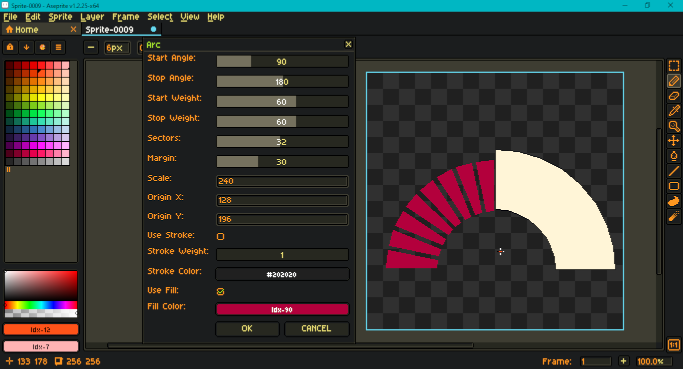 Sprite-0009 - Aseprite v1.2.25-x64
File Edit Sprite Layer Frame Select View Help
Home Sprite-0009
6px
Arc
Start Angle: 90
Stop Angle: 180
Start Weight: 60
Stop Weight: 60
Sectors: 32
Margin: 30
Scale: 240
Origin X: 128
Origin Y: 196
Use Stroke:
Stroke Weight: 1
Stroke Color: #202020
Use Fill:
Fill Color: Idx-90
OK CANCEL
Idx-12
Idx-7
1:1
133 178 256 256
Frame: 1 100.0%